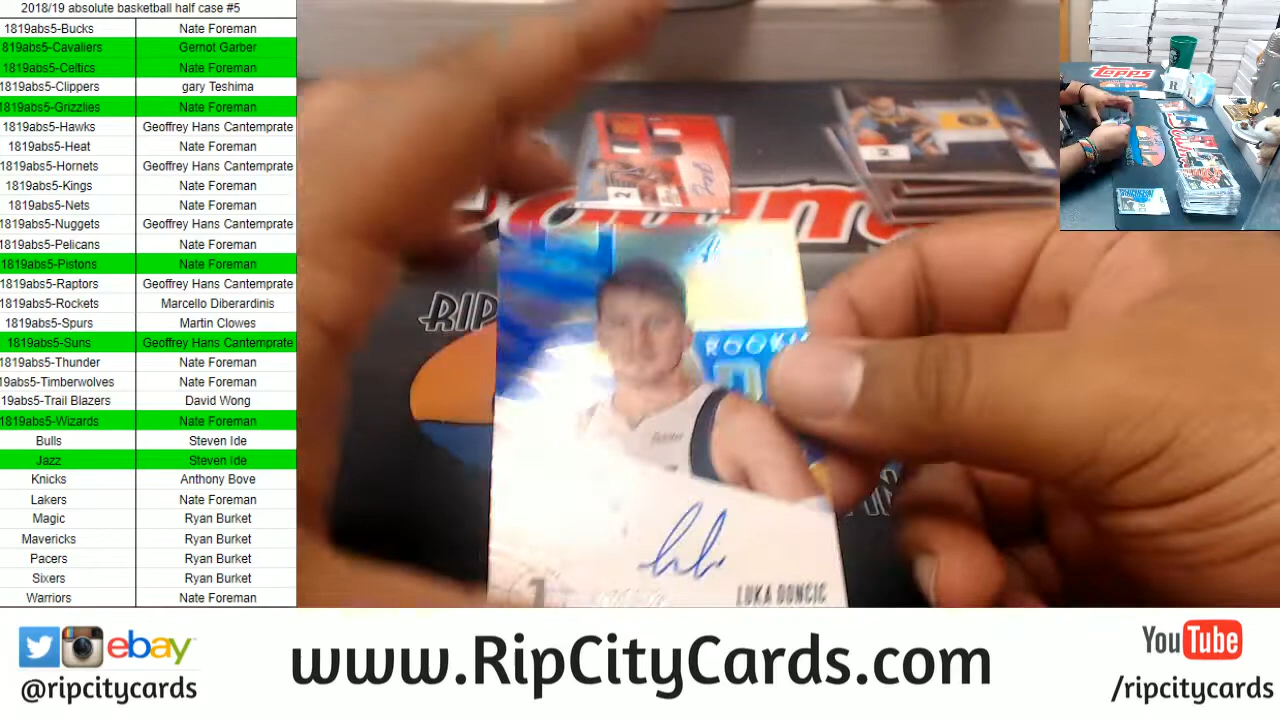 2018/19 absolute basketball half case #5
1819abs5-Bucks Nate Foreman
819abs5-Cavaliers Gernot Garber
1819abs5-Celtics Nate Foreman
1819abs5-Clippers gary Teshima
1819abs5-Grizzlies Nate Foreman
1819abs5-Hawks Geoffrey Hans Cantemprate
1819abs5-Heat Nate Foreman
1819abs5-Hornets Geoffrey Hans Cantemprate
1819abs5-Kings Nate Foreman
1819abs5-Nets Nate Foreman
1819abs5-Nuggets Geoffrey Hans Cantemprate
1819abs5-Pelicans Nate Foreman
1819abs5-Pistons Nate Foreman
1819abs5-Raptors Geoffrey Hans Cantemprate
1819abs5-Rockets Marcello Diberardinis
1819abs5-Spurs Martin Clowes
1819abs5-Suns Geoffrey Hans Cantemprate
1819abs5-Thunder Nate Foreman
19abs5-Timberwolves Nate Foreman
19abs5-Trail Blazers David Wong
1819abs5-Wizards Nate Foreman
Bulls Steven Ide
Jazz Steven Ide
Knicks Anthony Bove
Lakers Nate Foreman
Magic Ryan Burket
Mavericks Ryan Burket
Pacers Ryan Burket
Sixers Ryan Burket
Warriors Nate Foreman
topps
RIP
ROOKIE
LUKA DONCIC
ebay
@ripcitycards
www.RipCityCards.com
YouTube
/ripcitycards